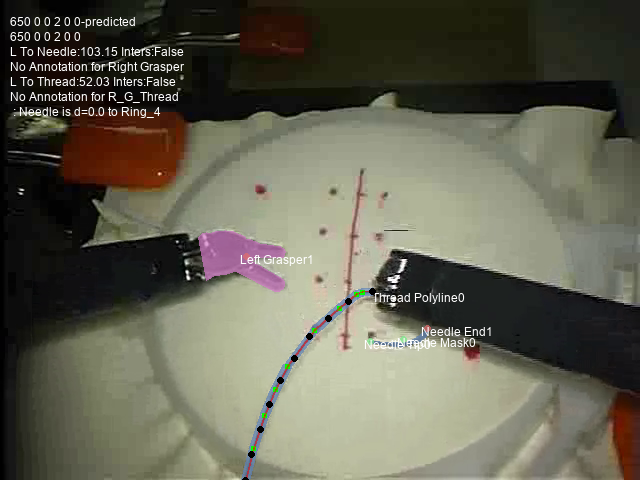 650 0 0 2 0 0-predicted
650 0 0 2 0 0
L To Needle:103.15 Inters:False
No Annotation for Right Grasper
L To Thread:52.03 Inters:False
No Annotation for R_G_Thread
: Needle is d=0.0 to Ring_4
Left Grasper1
Thread Polyline0
Needle End1
Needle Mask0